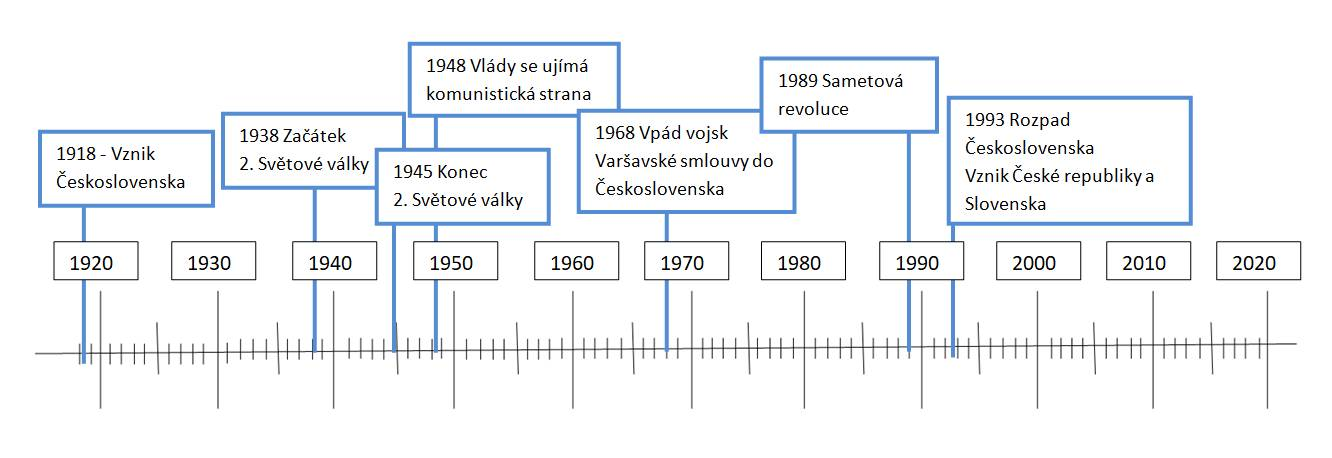 1918 - Vznik
Československa
1938 Začátek
2. Světové války
1948 Vlády se ujímá
komunistická strana
1945 Konec
2. Světové války
1968 Vpád vojsk
Varšavské smlouvy do
Československa
1989 Sametová
revoluce
1993 Rozpad
Československa
Vznik České republiky a
Slovenska
1920
1930
1940
1950
1960
1970
1980
1990
2000
2010
2020